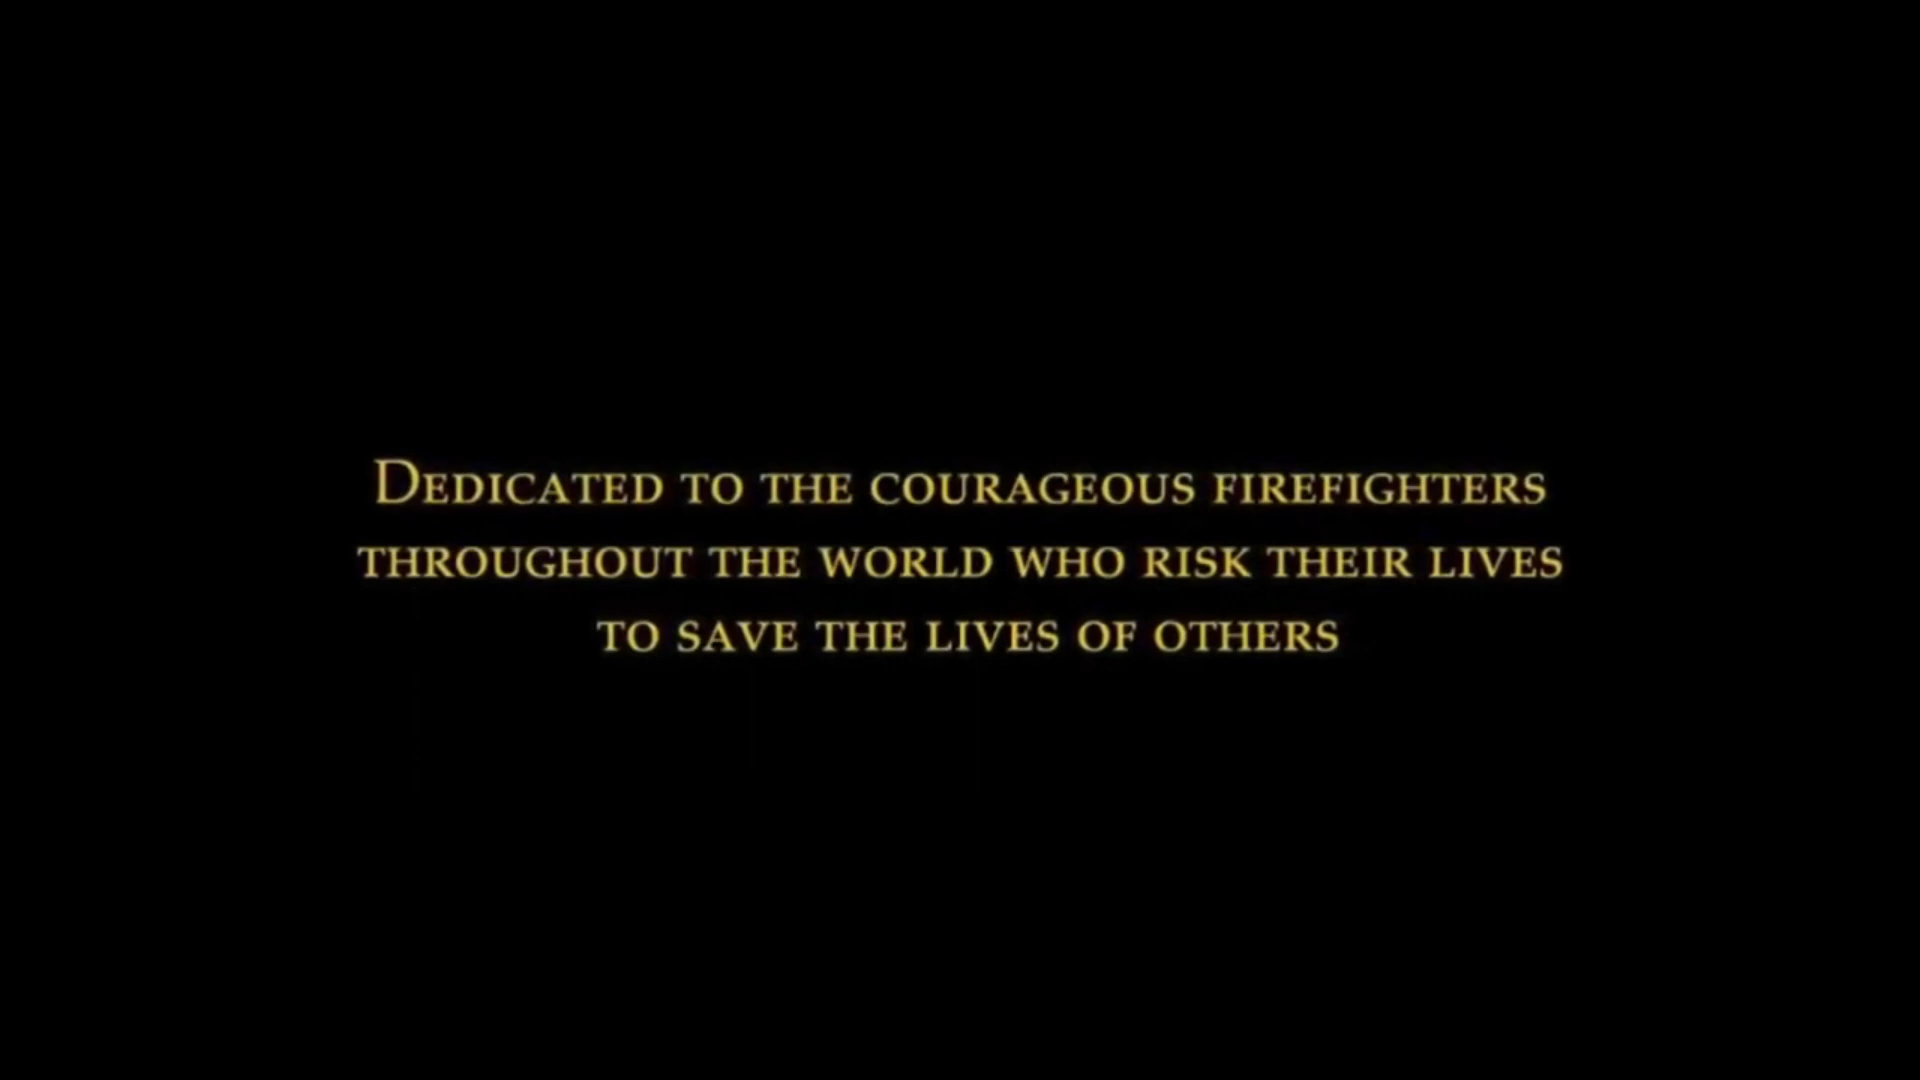 Dedicated to the courageous firefighters
throughout the world who risk their lives
to save the lives of others